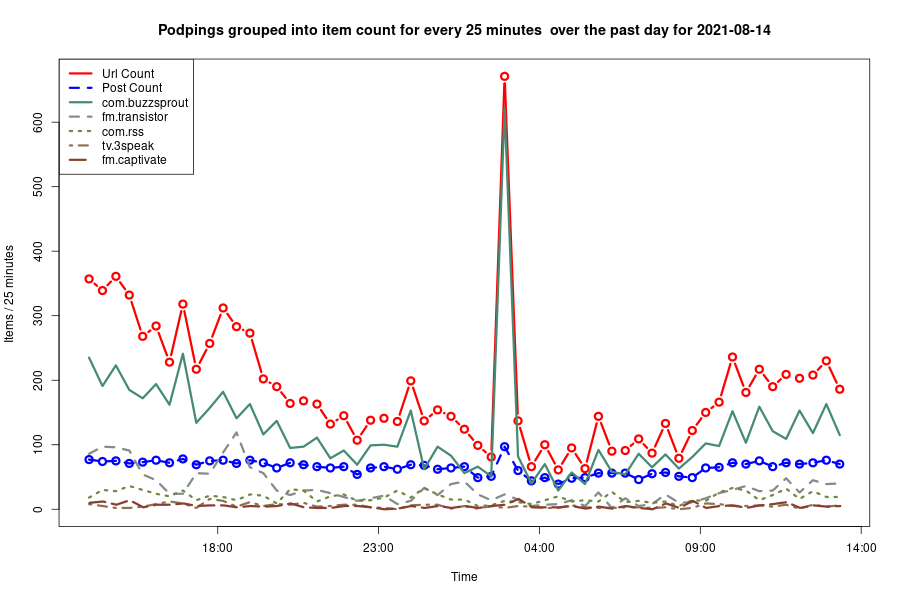 Podpings grouped into item count for every 25 minutes  over the past day for 2021-08-14
Url Count
Post Count
com.buzzsprout
fm.transistor
com.rss
tv.3speak
fm.captivate
Items / 25 minutes
600
500
400
300
200
100
0
18:00 23:00 04:00 09:00 14:00
Time